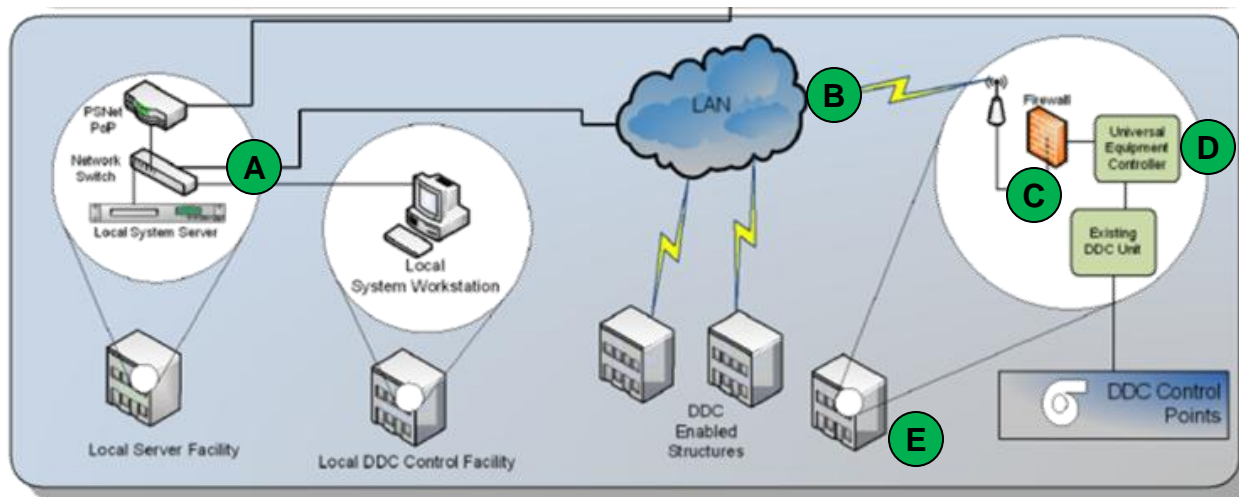 PSNet
PoP
Network
Switch
A
Local System Server
Local
System Workstation
LAN
B
Firewall
Universal
Equipment
Controller
D
C
Existing
DDC Unit
DDC Control
Points
DDC
Enabled
Structures
E
Local Server Facility
Local DDC Control Facility